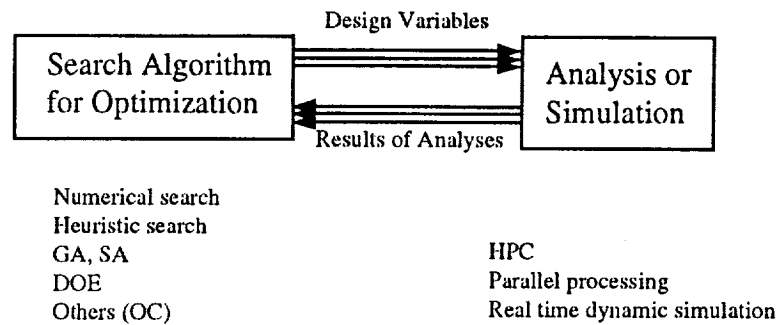 Design Variables
Search Algorithm
for Optimization
Analysis or
Simulation
Results of Analyses
Numerical search
Heuristic search
GA, SA
DOE
Others (OC)
HPC
Parallel processing
Real time dynamic simulation